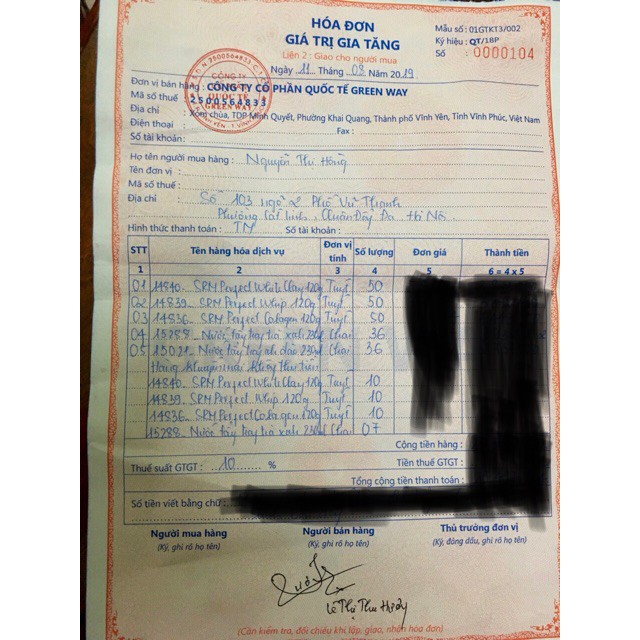 HÓA ĐƠN
GIÁ TRỊ GIA TĂNG
Liên 2 : Giao cho người mua
Ngày 11 Tháng 08 Năm 2019
Mẫu số : 01GTKT3/002
Ký hiệu : QT/18P
Số : 0000104
Đơn vị bán hàng : CÔNG TY CỔ PHẦN QUỐC TẾ GREEN WAY
Mã số thuế : 2500564833
Địa chỉ : Xóm chùa, TDP Minh Quyết, Phường Khai Quang, Thành phố Vĩnh Yên, Tỉnh Vĩnh Phúc, Việt Nam
Điện thoại : Fax :
Số tài khoản:
Họ tên người mua hàng : Nguyễn Thị Hồng
Tên đơn vị :
Mã số thuế :
Địa chỉ : Số 103 ngõ 2 Phố Vũ Thạnh
Phường Cát Linh, Quận Đống Đa Hà Nội.
Hình thức thanh toán : TM Số tài khoản:
STT Tên hàng hóa dịch vụ Đơn vị tính Số lượng Đơn giá Thành tiền
1 2 3 4 5 6 = 4 x 5
01 14840 SPM Perfect White Clay 120g Tuýt 50
02 14839 SPM Perfect Whip 120g Tuýt 50
03 14836 SPM Perfect Colagen 120g Tuýt 50
04 15288 Nước tẩy trang 230ml Chai 36
05 15021 Nước tẩy trang 230ml Chai 36
Hàng khuyến mại không thu tiền
14840 SPM Perfect White Clay 120g Tuýt 10
14839 SPM Perfect Whip 120g Tuýt 10
14836 SPM Perfect Colagen 120g Tuýt 10
15288 Nước tẩy trang 230ml Chai 07
Cộng tiền hàng :
Thuế suất GTGT : 10 % Tiền thuế GTGT :
Tổng cộng tiền thanh toán :
Số tiền viết bằng chữ :
Người mua hàng Người bán hàng Thủ trưởng đơn vị
(Ký, ghi rõ họ tên) (Ký, ghi rõ họ tên) (Ký, đóng dấu, ghi rõ họ tên)
Lê Thị Thu
(Cần kiểm tra, đối chiếu khi lập, giao, nhận hóa đơn)